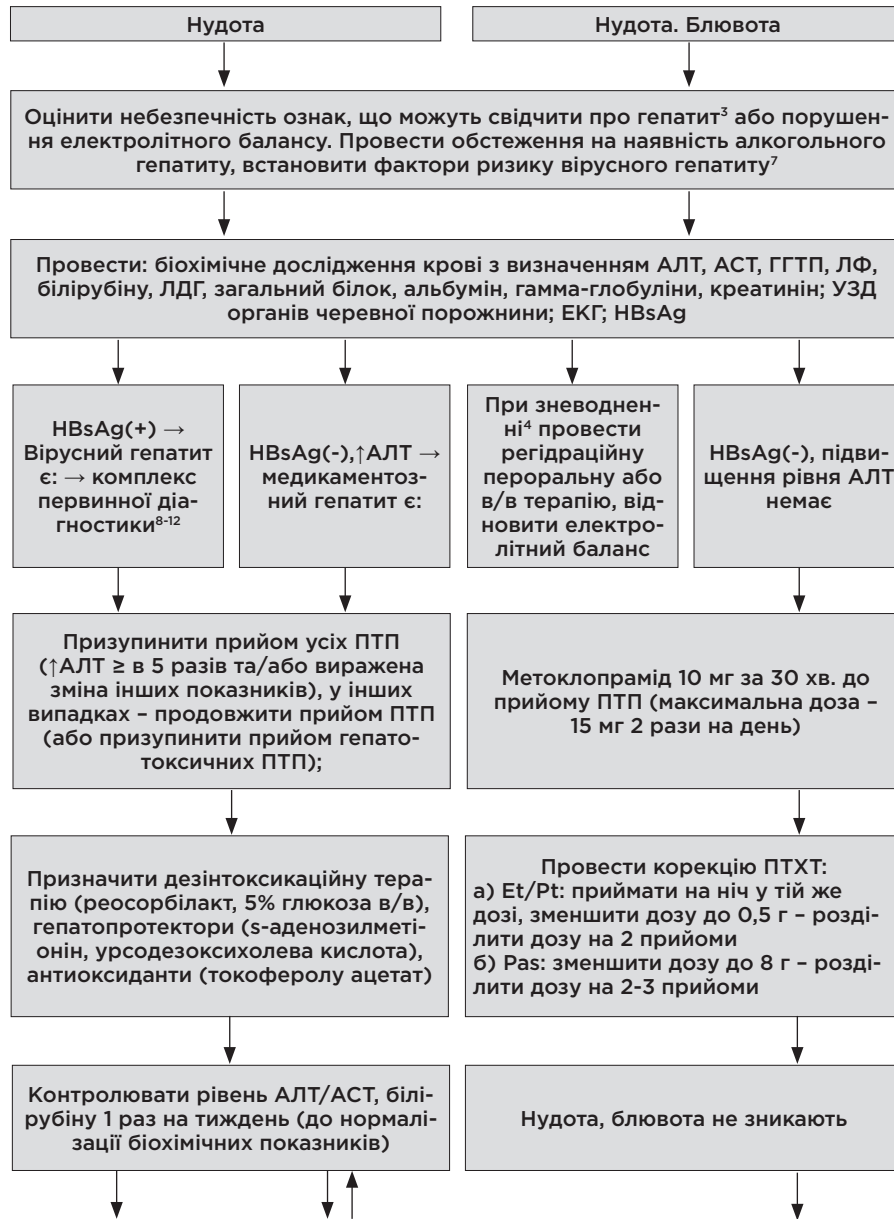 Нудота
Нудота. Блювота
Оцінити небезпечність ознак, що можуть свідчити про гепатит³ або порушен-
ня електролітного балансу. Провести обстеження на наявність алкогольного
гепатиту, встановити фактори ризику вірусного гепатиту⁷
Провести: біохімічне дослідження крові з визначенням АЛТ, АСТ, ГГТП, ЛФ,
білірубіну, ЛДГ, загальний білок, альбумін, гамма-глобуліни, креатинін; УЗД
органів черевної порожнини; ЕКГ; HBsAg
HBsAg(+) →
Вірусний гепатит
є: → комплекс
первинної діа-
гностики⁸⁻¹²
HBsAg(-),↑АЛТ →
медикаментоз-
ний гепатит є:
При зневоднен-
ні⁴ провести
регідраційну
пероральну або
в/в терапію, від-
новити електро-
літний баланс
HBsAg(-), підви-
щення рівня АЛТ
немає
Призупинити прийом усіх ПТП
(↑АЛТ ≥ в 5 разів та/або виражена
зміна інших показників), у інших
випадках – продовжити прийом ПТП
(або призупинити прийом гепато-
токсичних ПТП);
Метоклопрамід 10 мг за 30 хв. до
прийому ПТП (максимальна доза –
15 мг 2 рази на день)
Призначити дезінтоксикаційну тера-
пію (реосорбілакт, 5% глюкоза в/в),
гепатопротектори (s-аденозилметі-
онін, урсодезоксихолева кислота),
антиоксиданти (токоферолу ацетат)
Провести корекцію ПТХТ:
а) Et/Pt: приймати на ніч у тій же
дозі, зменшити дозу до 0,5 г – розді-
лити дозу на 2 прийоми
б) Pas: зменшити дозу до 8 г – розді-
лити дозу на 2-3 прийоми
Контролювати рівень АЛТ/АСТ, білі-
рубіну 1 раз на тиждень (до нормалі-
зації біохімічних показників)
Нудота, блювота не зникають